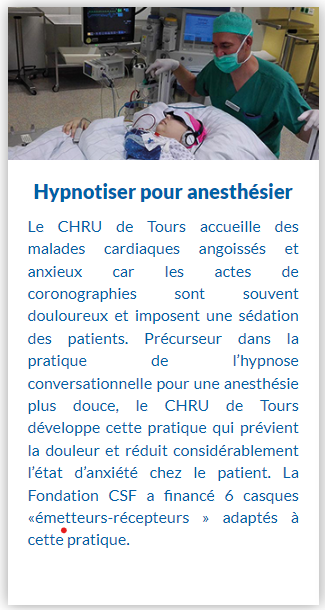 Hypnotiser pour anesthésier
Le CHRU de Tours accueille des
malades cardiaques angoissés et
anxieux car les actes de
coronographies sont souvent
douloureux et imposent une sédation
des patients. Précurseur dans la
pratique de l’hypnose
conversationnelle pour une anesthésie
plus douce, le CHRU de Tours
développe cette pratique qui prévient
la douleur et réduit considérablement
l’état d’anxiété chez le patient. La
Fondation CSF a financé 6 casques
«émetteurs-récepteurs » adaptés à
cette pratique.